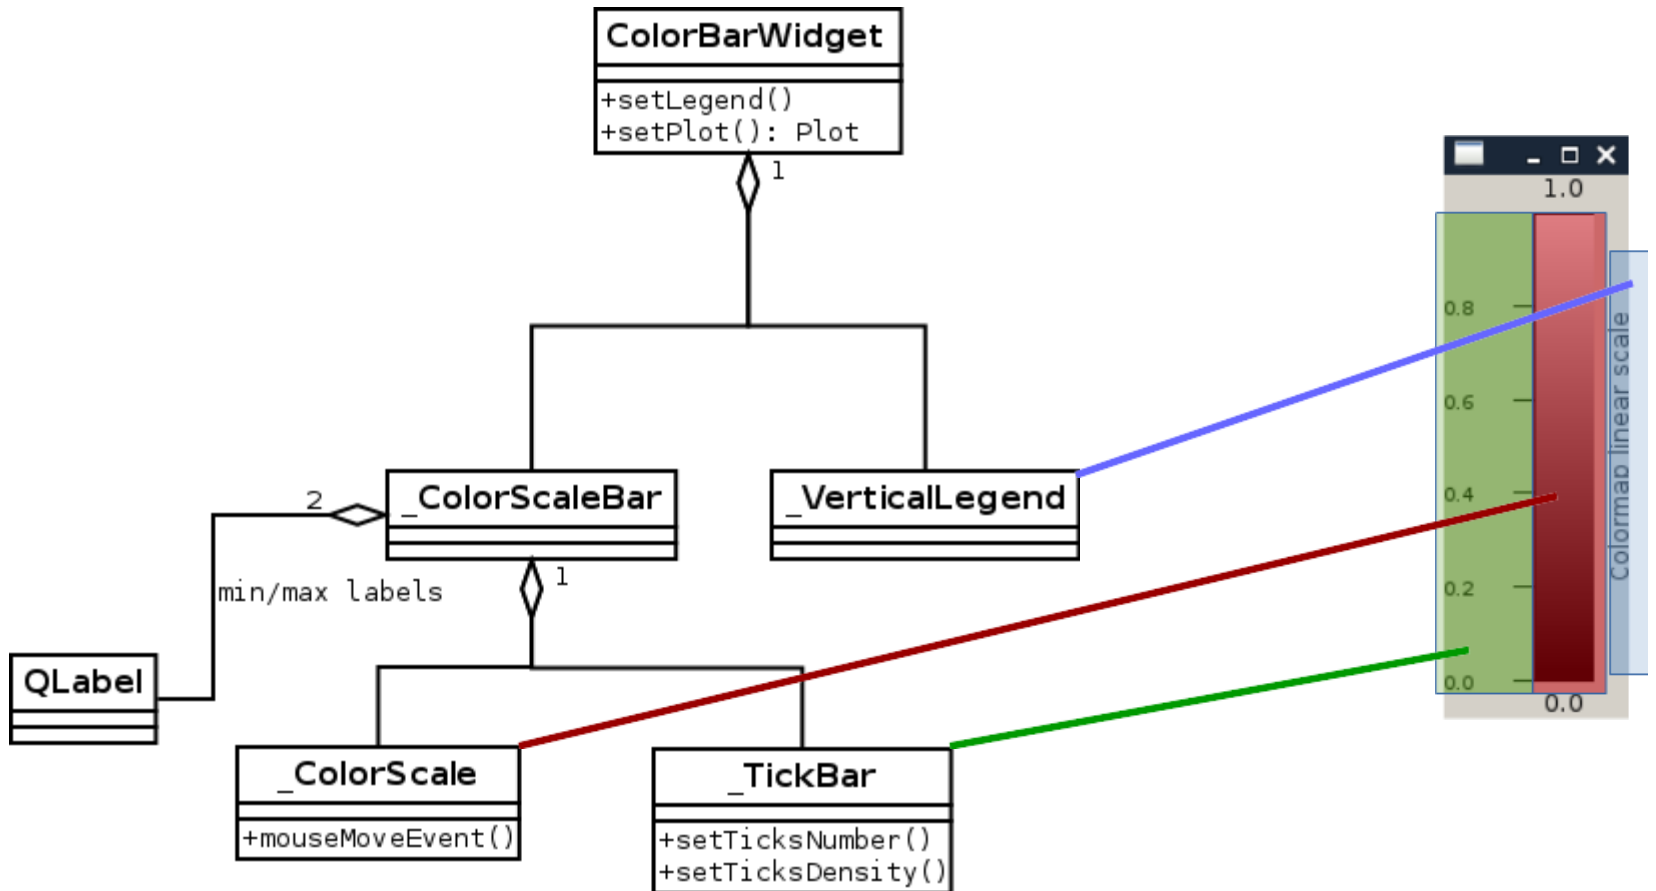 ColorBarWidget
+setLegend()
+setPlot(): Plot
1
_ColorScaleBar
2
min/max labels
1
_VerticalLegend
QLabel
_ColorScale
+mouseMoveEvent()
_TickBar
+setTicksNumber()
+setTicksDensity()
1.0
0.8
0.6
0.4
0.2
0.0
0.0
Colormap linear scale